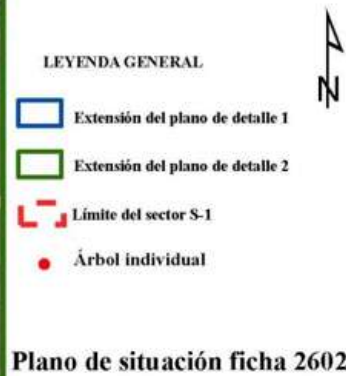 N
LEYENDA GENERAL
Extensión del plano de detalle 1
Extensión del plano de detalle 2
Límite del sector S-1
Árbol individual
Plano de situación ficha 2602